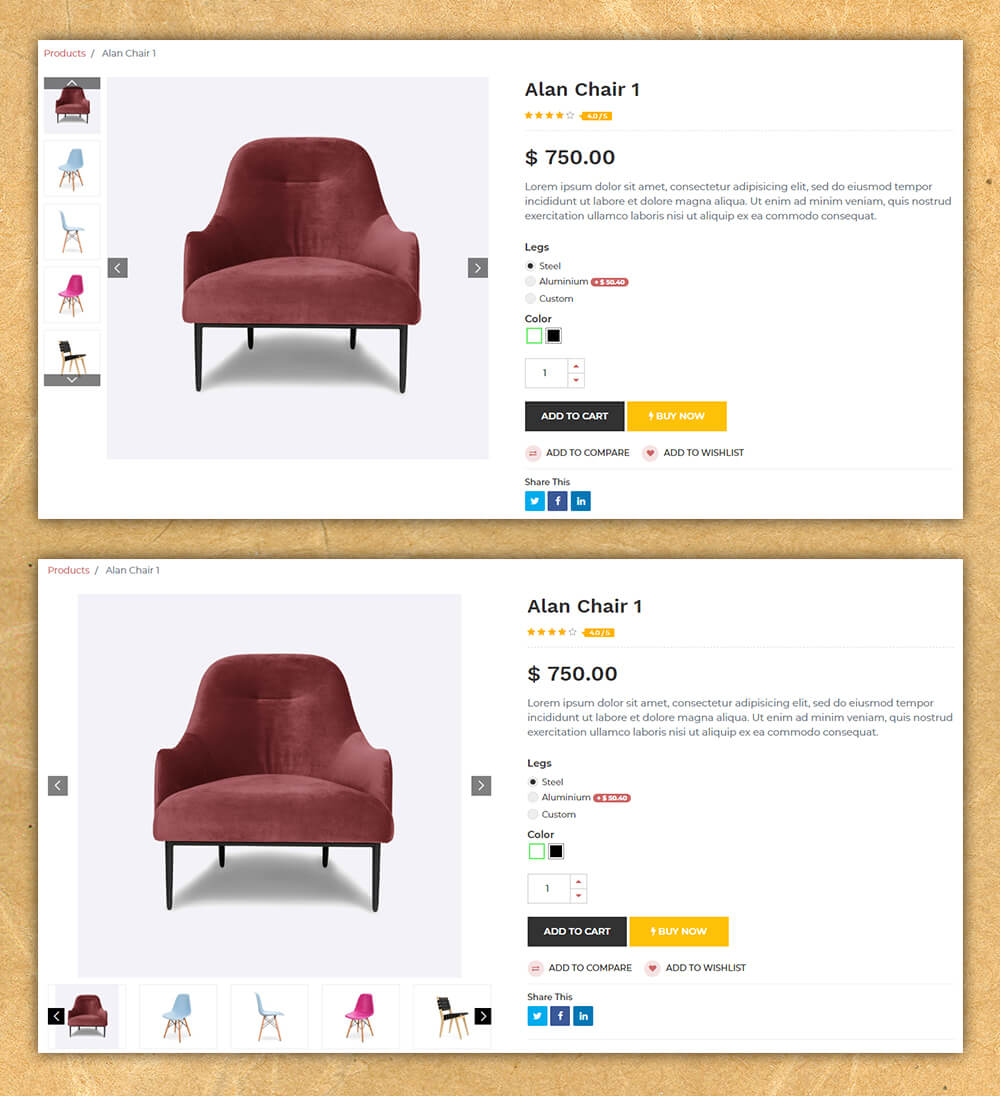 Products / Alan Chair 1
Alan Chair 1
4.0 / 5
$ 750.00
Lorem ipsum dolor sit amet, consectetur adipisicing elit, sed do eiusmod tempor
incididunt ut labore et dolore magna aliqua. Ut enim ad minim veniam, quis nostrud
exercitation ullamco laboris nisi ut aliquip ex ea commodo consequat.
Legs
Steel
Aluminium + $ 50.40
Custom
Color
1
ADD TO CART BUY NOW
ADD TO COMPARE ADD TO WISHLIST
Share This
Products / Alan Chair 1
Alan Chair 1
4.0 / 5
$ 750.00
Lorem ipsum dolor sit amet, consectetur adipisicing elit, sed do eiusmod tempor
incididunt ut labore et dolore magna aliqua. Ut enim ad minim veniam, quis nostrud
exercitation ullamco laboris nisi ut aliquip ex ea commodo consequat.
Legs
Steel
Aluminium + $ 50.40
Custom
Color
1
ADD TO CART BUY NOW
ADD TO COMPARE ADD TO WISHLIST
Share This